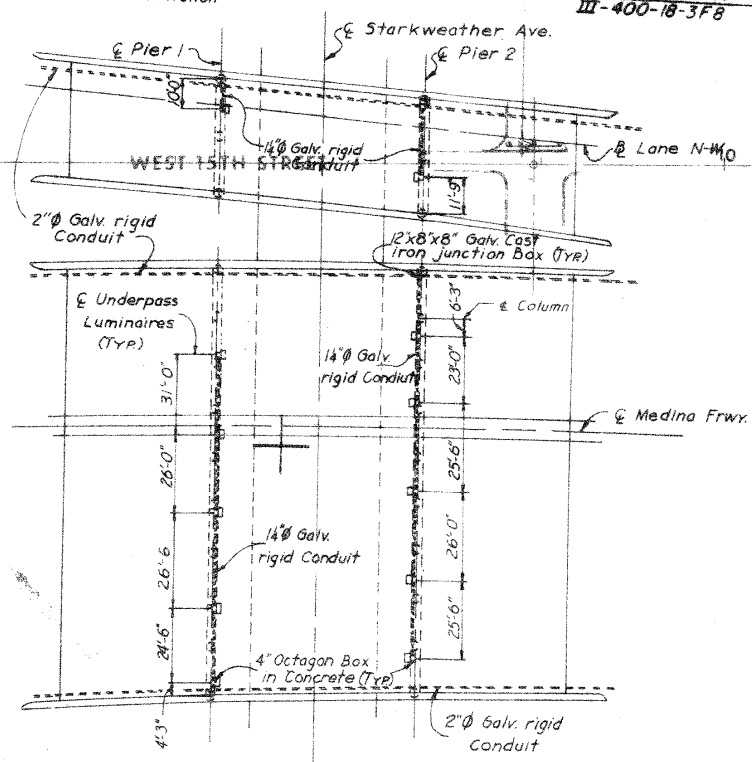 III-400-18-3F8
℄ Starkweather Ave.
℄ Pier 1
℄ Pier 2
10'-0"
1¼"Ø Galv. rigid
Conduit
WEST 15TH STREET
℄ Lane N-W
11'-9"
2"Ø Galv. rigid
Conduit
12"x8"x8" Galv. Cast
iron junction Box (TYP.)
℄ Underpass
Luminaires
(TYP.)
6'-3"
℄ Column
1¼"Ø Galv.
rigid Conduit
23'-0"
31'-0"
℄ Medina Frwy.
26'-0"
25'-6"
1¼"Ø Galv.
rigid Conduit
26'-6
26'-0"
24'-6"
25'-6"
4" Octagon Box
in Concrete (TYP.)
4'-3"
2"Ø Galv. rigid
Conduit